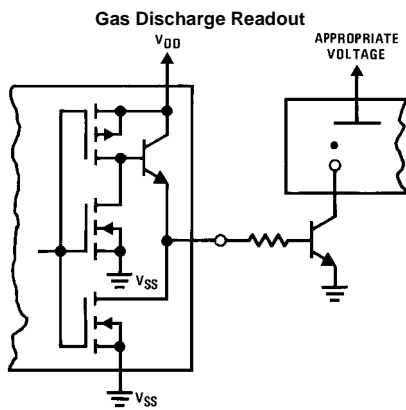 Gas Discharge Readout
VDD
APPROPRIATE
VOLTAGE
VSS
VSS